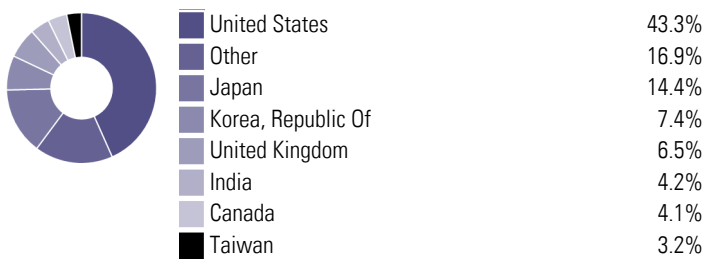 United States 43.3%
Other 16.9%
Japan 14.4%
Korea, Republic Of 7.4%
United Kingdom 6.5%
India 4.2%
Canada 4.1%
Taiwan 3.2%